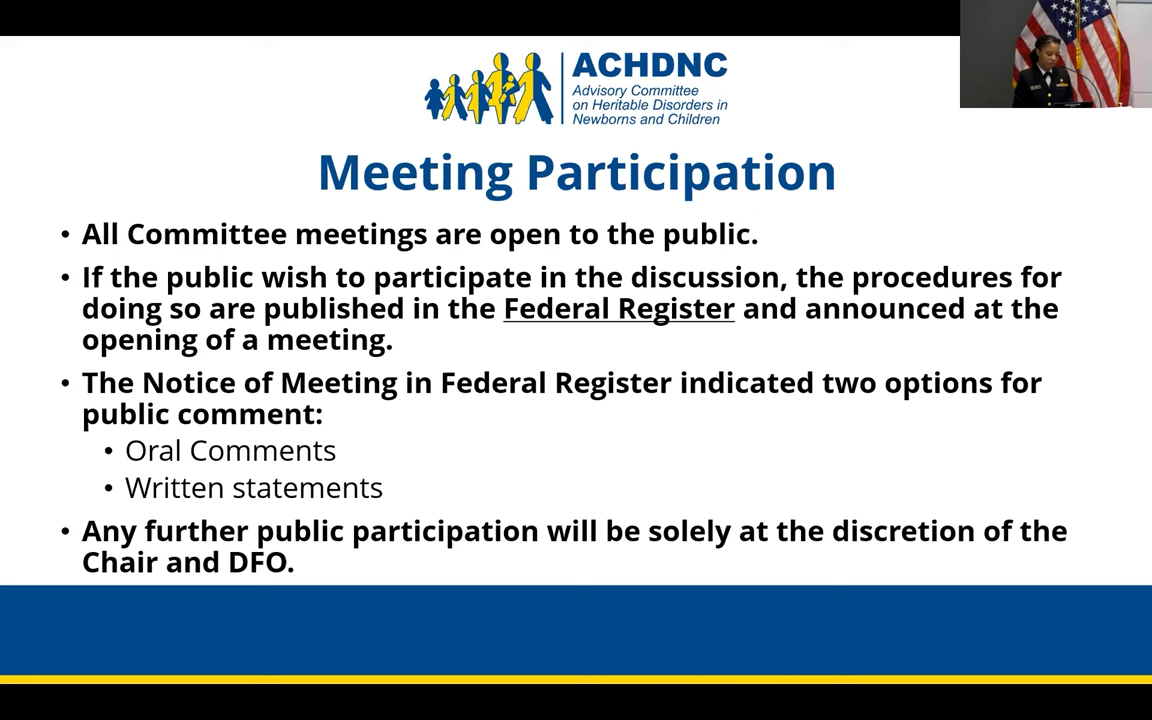 ACHDNC
Advisory Committee
on Heritable Disorders in
Newborns and Children
Meeting Participation
• All Committee meetings are open to the public.
• If the public wish to participate in the discussion, the procedures for
doing so are published in the Federal Register and announced at the
opening of a meeting.
• The Notice of Meeting in Federal Register indicated two options for
public comment:
• Oral Comments
• Written statements
• Any further public participation will be solely at the discretion of the
Chair and DFO.